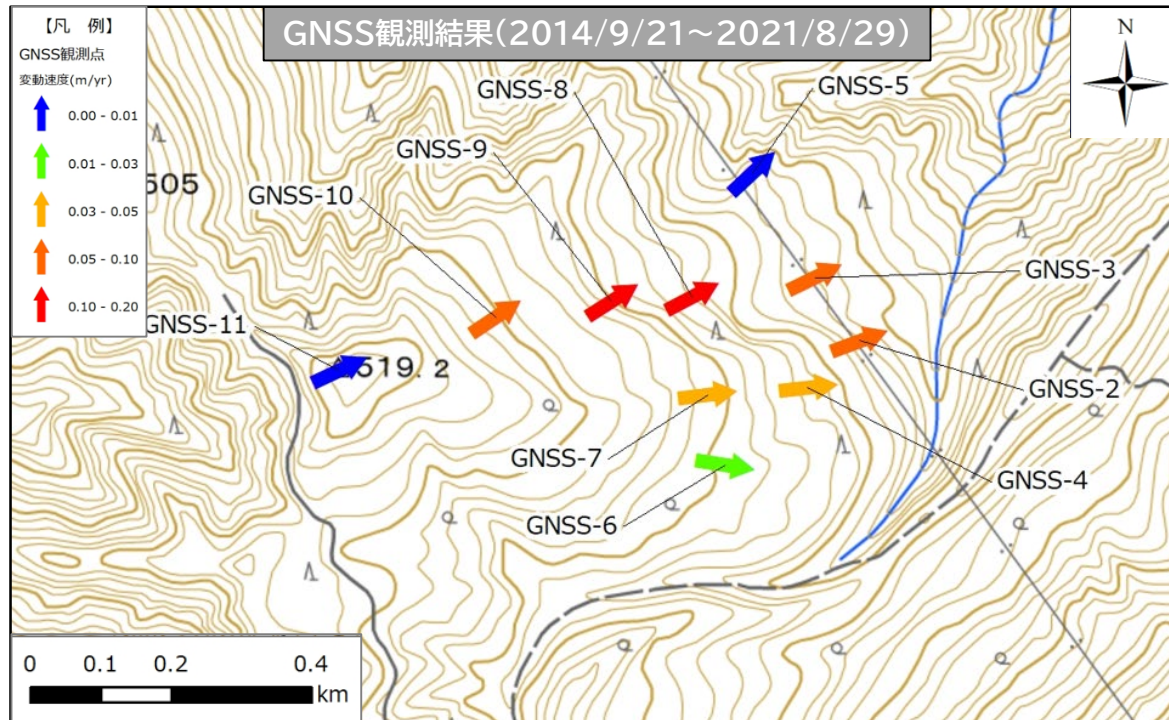 GNSS観測結果(2014/9/21～2021/8/29)
【凡　例】
GNSS観測点
変動速度(m/yr)
0.00 - 0.01
0.01 - 0.03
0.03 - 0.05
0.05 - 0.10
0.10 - 0.20
N
GNSS-5
GNSS-8
GNSS-9
505
GNSS-10
GNSS-3
GNSS-11
519.2
GNSS-2
GNSS-7
GNSS-4
GNSS-6
0 0.1 0.2 0.4
km